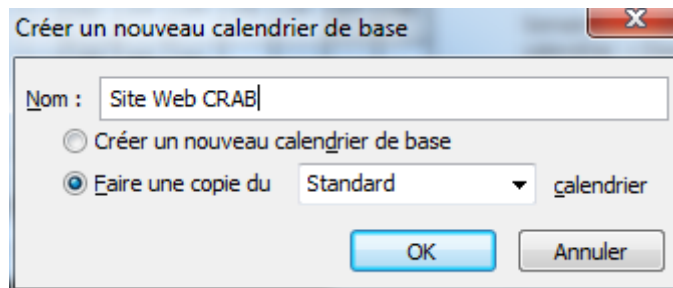 Créer un nouveau calendrier de base
Nom : Site Web CRAB
Créer un nouveau calendrier de base
Faire une copie du Standard calendrier
OK Annuler